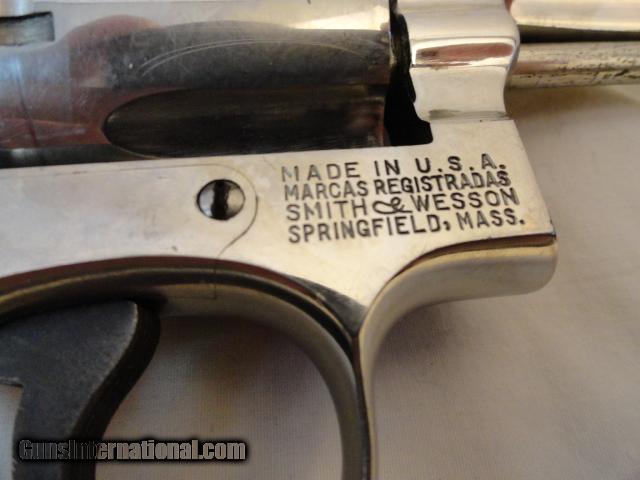 MADE IN U.S.A.
MARCAS REGISTRADAS
SMITH & WESSON
SPRINGFIELD, MASS.
GunsInternational.com